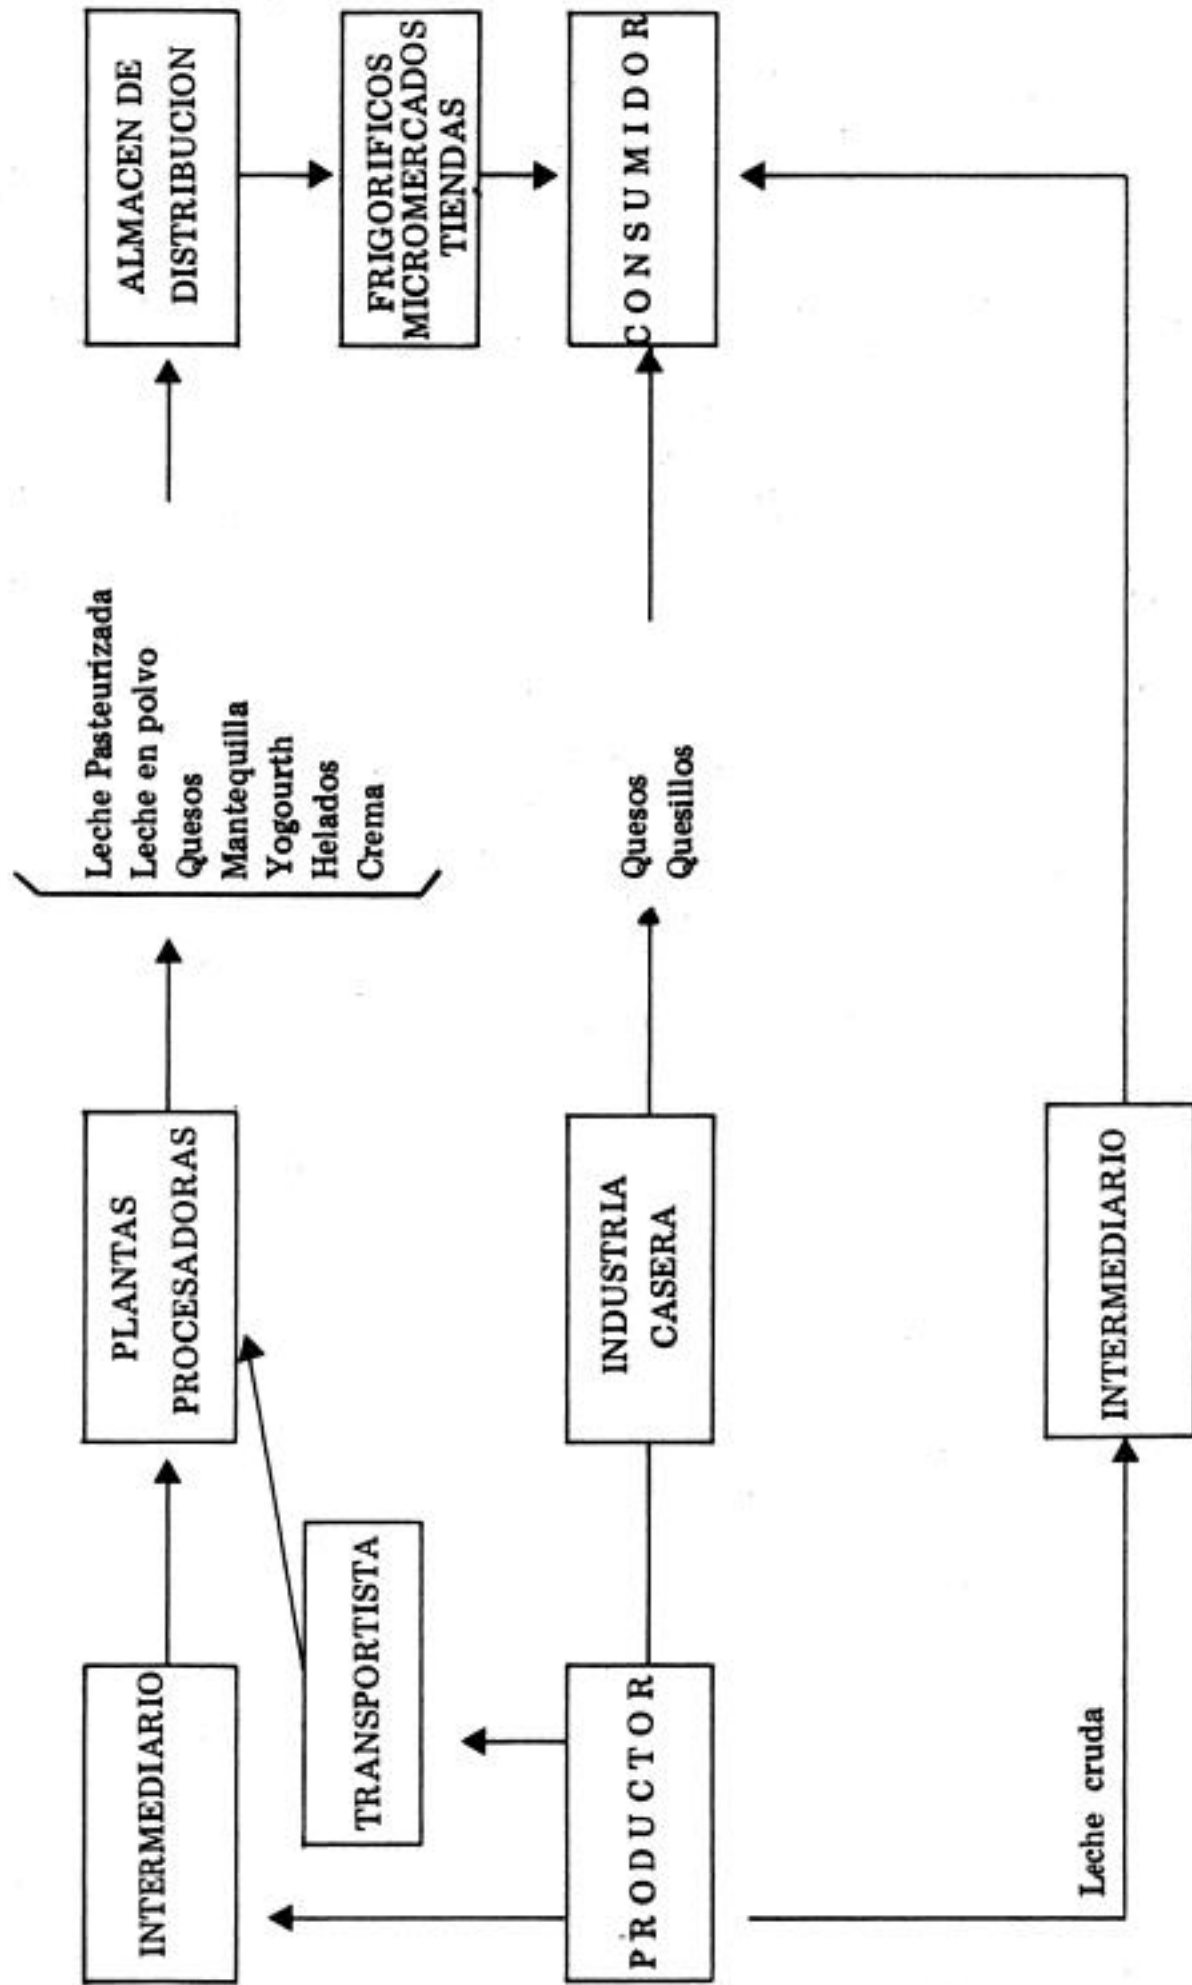 INTERMEDIARIO
PLANTAS
PROCESADORAS
Leche Pasteurizada
Leche en polvo
Quesos
Mantequilla
Yogourth
Helados
Crema
ALMACEN DE
DISTRIBUCION
TRANSPORTISTA
FRIGORIFICOS
MICROMERCADOS
TIENDAS
PRODUCTOR
INDUSTRIA
CASERA
Quesos
Quesillos
CONSUMIDOR
Leche cruda
INTERMEDIARIO